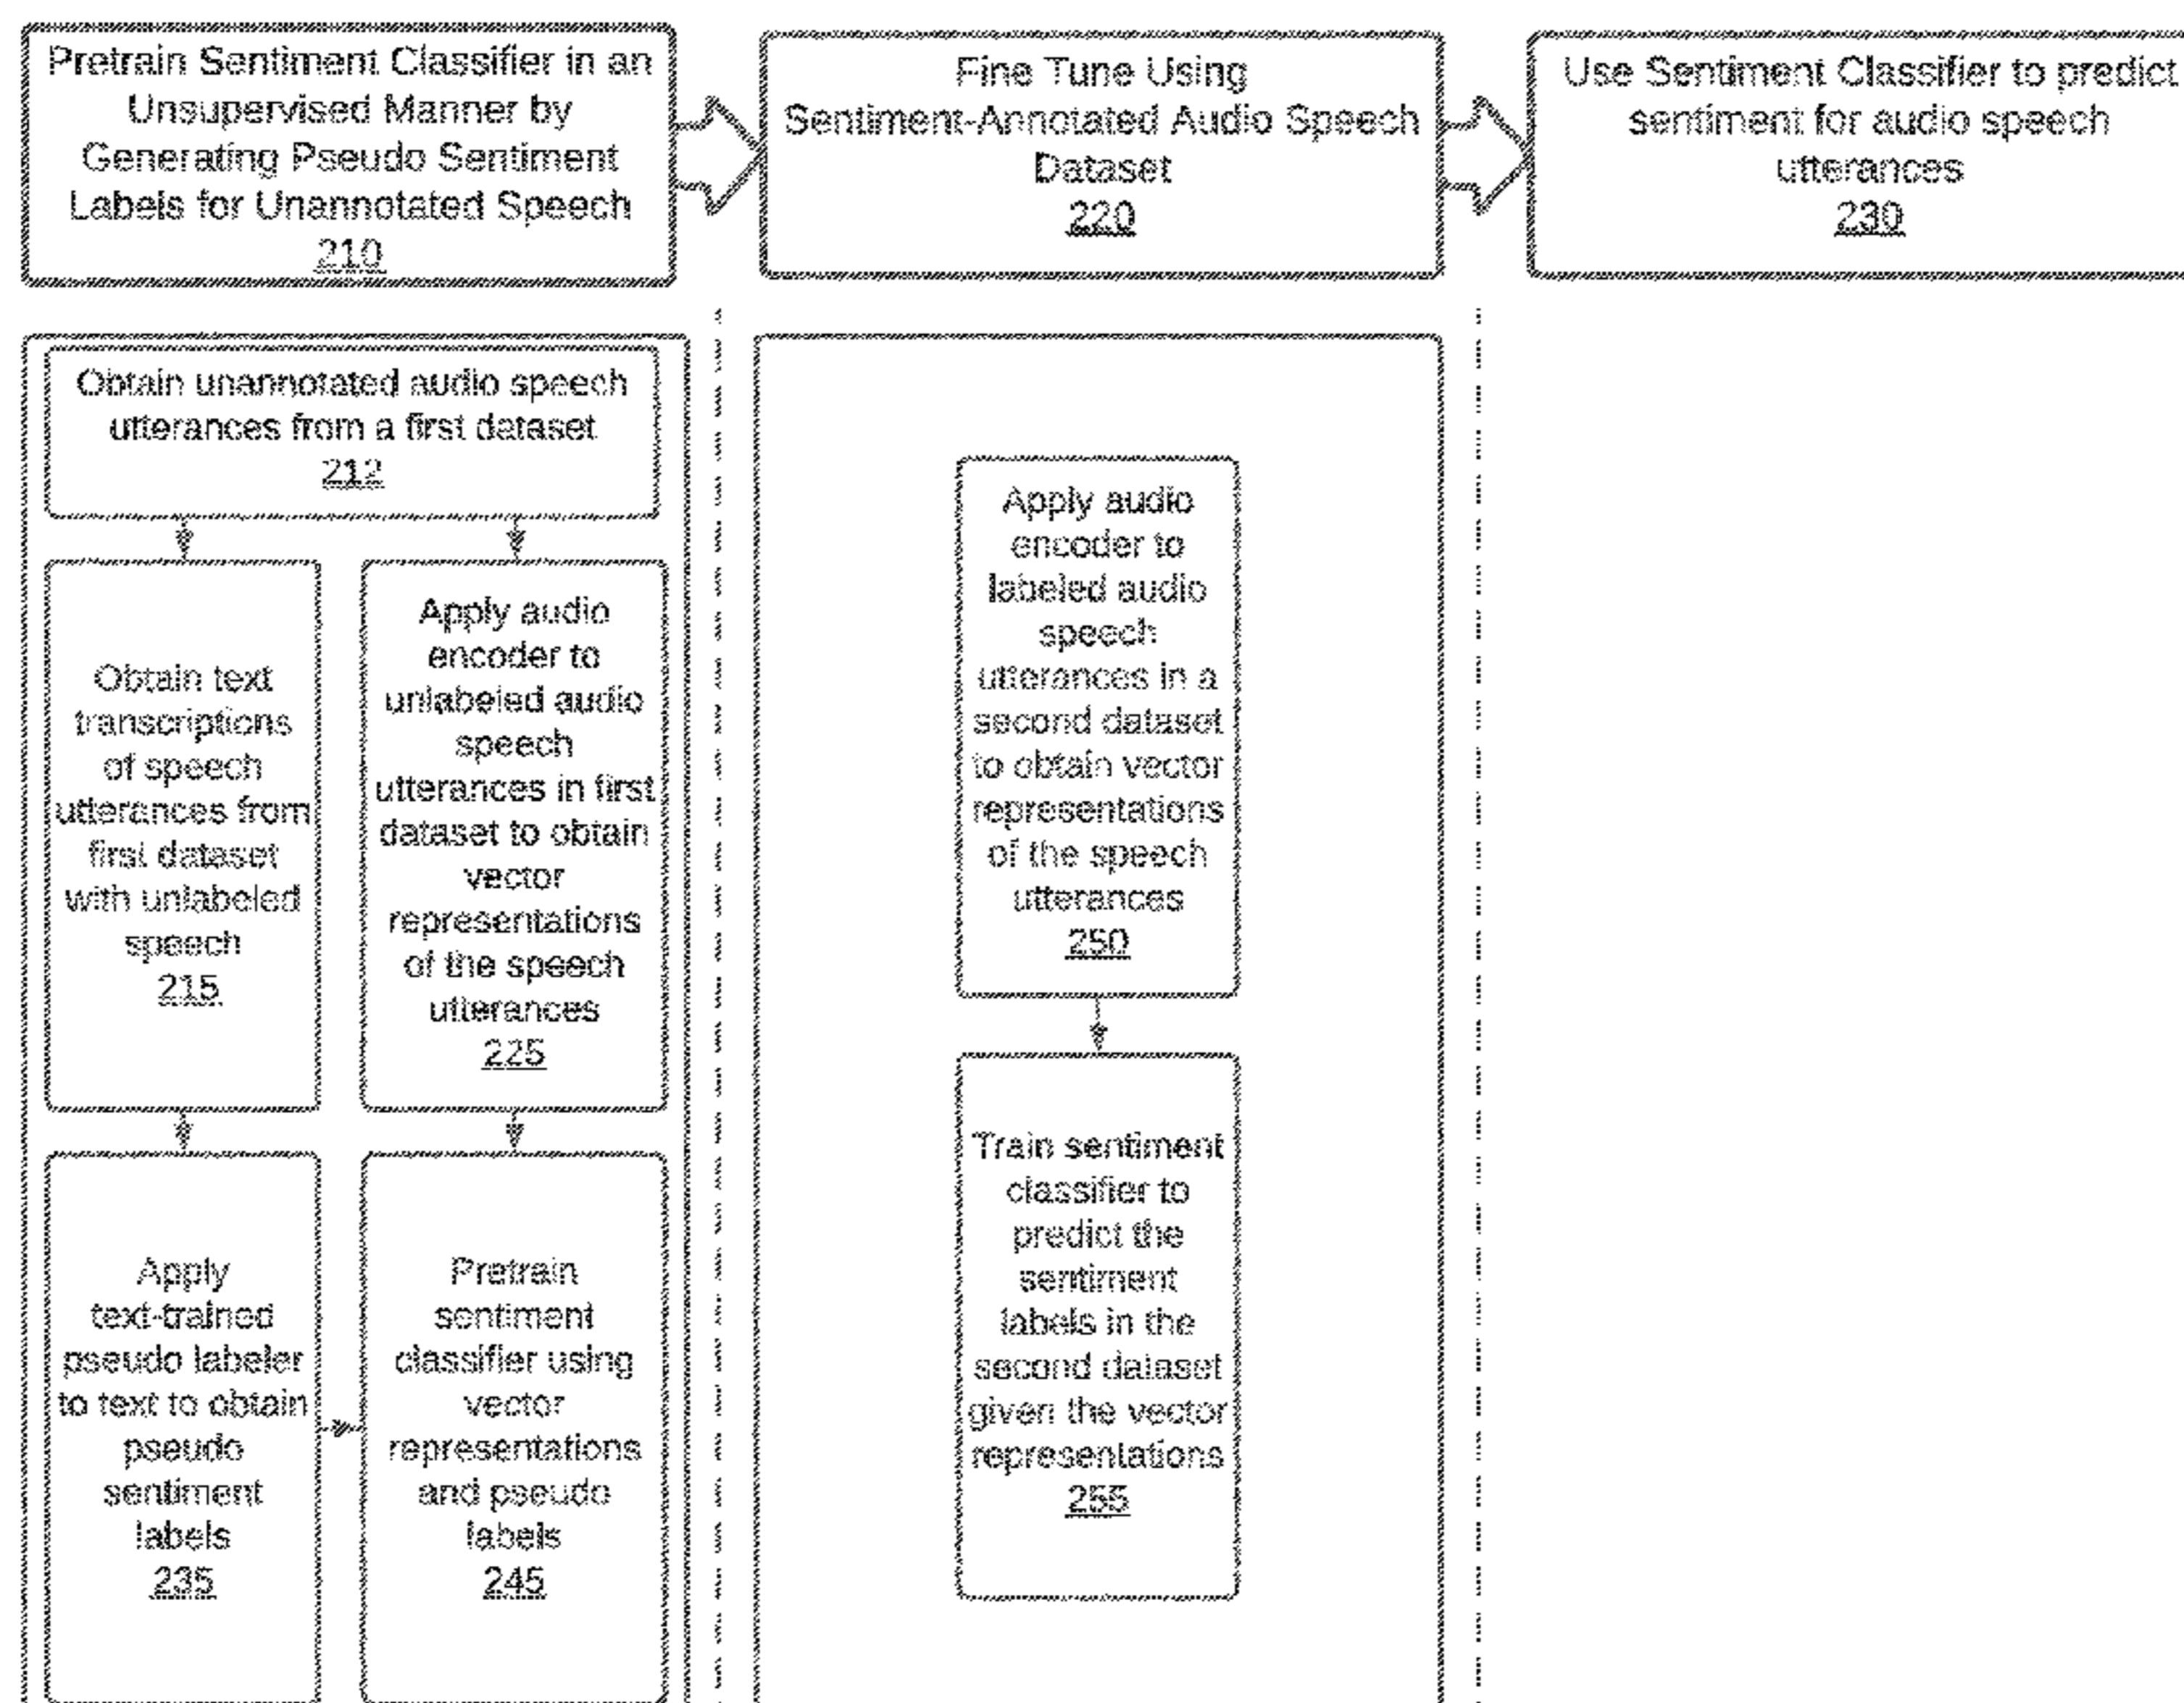 Pretrain Sentiment Classifier in an
Unsupervised Manner by
Generating Pseudo Sentiment
Labels for Unannotated Speech
210
Fine Tune Using
Sentiment-Annotated Audio Speech
Dataset
220
Use Sentiment Classifier to predict
sentiment for audio speech
utterances
230
Obtain unannotated audio speech
utterances from a first dataset
212
Obtain text
transcriptions
of speech
utterances from
first dataset
with unlabeled
speech
215
Apply audio
encoder to
unlabeled audio
speech
utterances in first
dataset to obtain
vector
representations
of the speech
utterances
225
Apply
text-trained
pseudo labeler
to text to obtain
pseudo
sentiment
labels
235
Pretrain
sentiment
classifier using
vector
representations
and pseudo
labels
245
Apply audio
encoder to
labeled audio
speech
utterances in a
second dataset
to obtain vector
representations
of the speech
utterances
250
Train sentiment
classifier to
predict the
sentiment
labels in the
second dataset
given the vector
representations
255